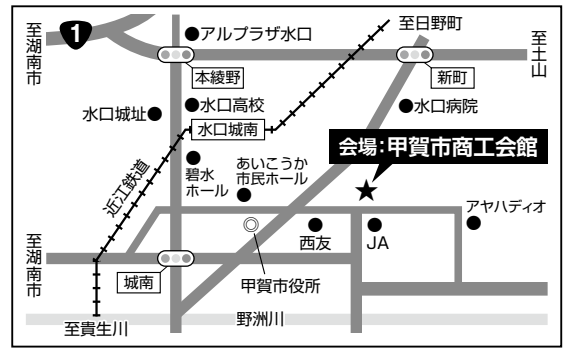 1
至湖南市
アルプラザ水口
至日野町
至土山
本綾野
新町
水口城址
水口高校
水口病院
水口城南
会場:甲賀市商工会館
近江鉄道
碧水
ホール
あいこうか
市民ホール
アヤハディオ
西友
JA
至湖南市
城南
甲賀市役所
至貴生川
野洲川